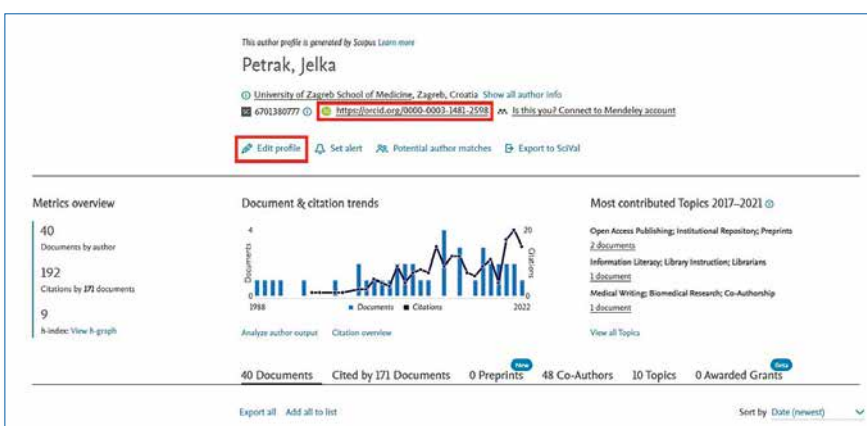 This author profile is generated by Scopus Learn more
Petrak, Jelka
University of Zagreb School of Medicine, Zagreb, Croatia Show all author info
SC 6701380777 https://orcid.org/0000-0003-1481-2598 Is this you? Connect to Mendeley account
Edit profile Set alert Potential author matches Export to SciVal
Metrics overview
40
Documents by author
192
Citations by 171 documents
9
h-index: View h-graph
Document & citation trends
4 20
Documents Citations
0 0
1988 Documents Citations 2022
Analyze author output Citation overview
Most contributed Topics 2017–2021
Open Access Publishing; Institutional Repository; Preprints
2 documents
Information Literacy; Library Instruction; Librarians
1 document
Medical Writing; Biomedical Research; Co-Authorship
1 document
View all Topics
New Beta
40 Documents Cited by 171 Documents 0 Preprints 48 Co-Authors 10 Topics 0 Awarded Grants
Export all Add all to list Sort by Date (newest)